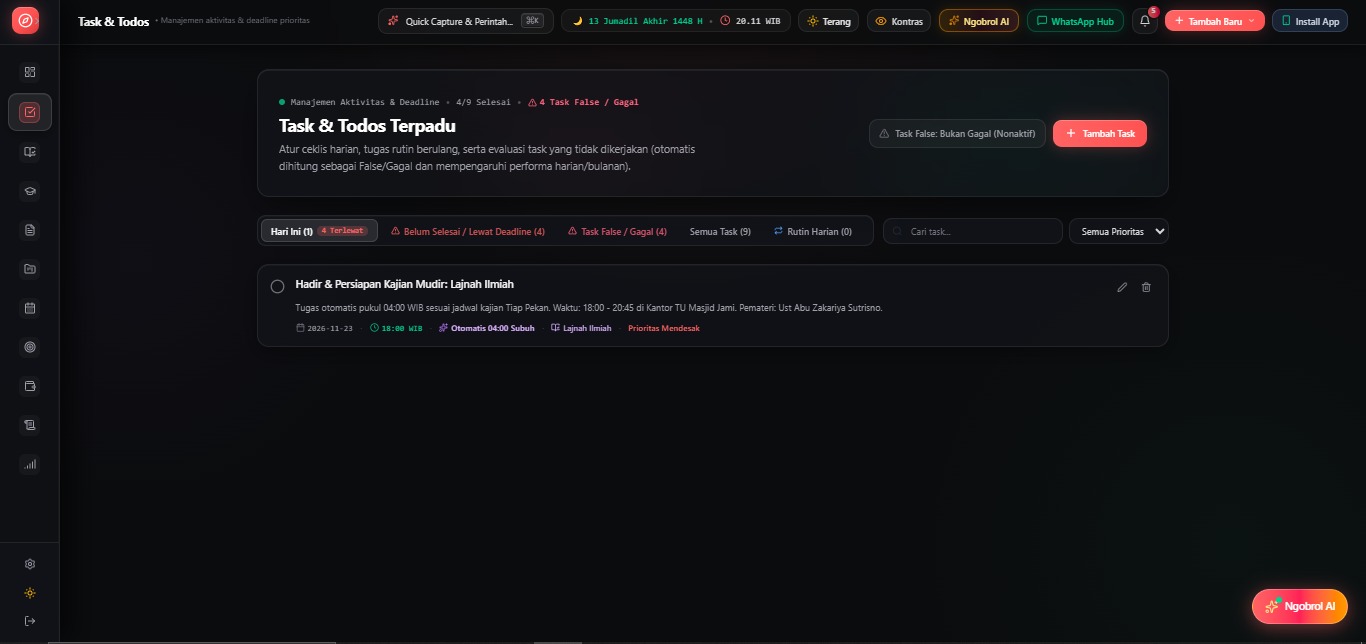 Task & Todos • Manajemen aktivitas & deadline prioritas
Quick Capture & Perintah... ⌘K
13 Jumadil Akhir 1448 H • 20.11 WIB
Terang
Kontras
Ngobrol AI
WhatsApp Hub
5
+ Tambah Baru
Install App
Manajemen Aktivitas & Deadline • 4/9 Selesai • 4 Task False / Gagal
Task & Todos Terpadu
Atur ceklis harian, tugas rutin berulang, serta evaluasi task yang tidak dikerjakan (otomatis
dihitung sebagai False/Gagal dan mempengaruhi performa harian/bulanan).
Task False: Bukan Gagal (Nonaktif)
+ Tambah Task
Hari Ini (1) 4 Terlewat
Belum Selesai / Lewat Deadline (4)
Task False / Gagal (4)
Semua Task (9)
Rutin Harian (0)
Cari task...
Semua Prioritas
Hadir & Persiapan Kajian Mudir: Lajnah Ilmiah
Tugas otomatis pukul 04:00 WIB sesuai jadwal kajian Tiap Pekan. Waktu: 18:00 - 20:45 di Kantor TU Masjid Jami. Pemateri: Ust Abu Zakariya Sutrisno.
2026-11-23 · 18:00 WIB · Otomatis 04:00 Subuh · Lajnah Ilmiah · Prioritas Mendesak
Ngobrol AI